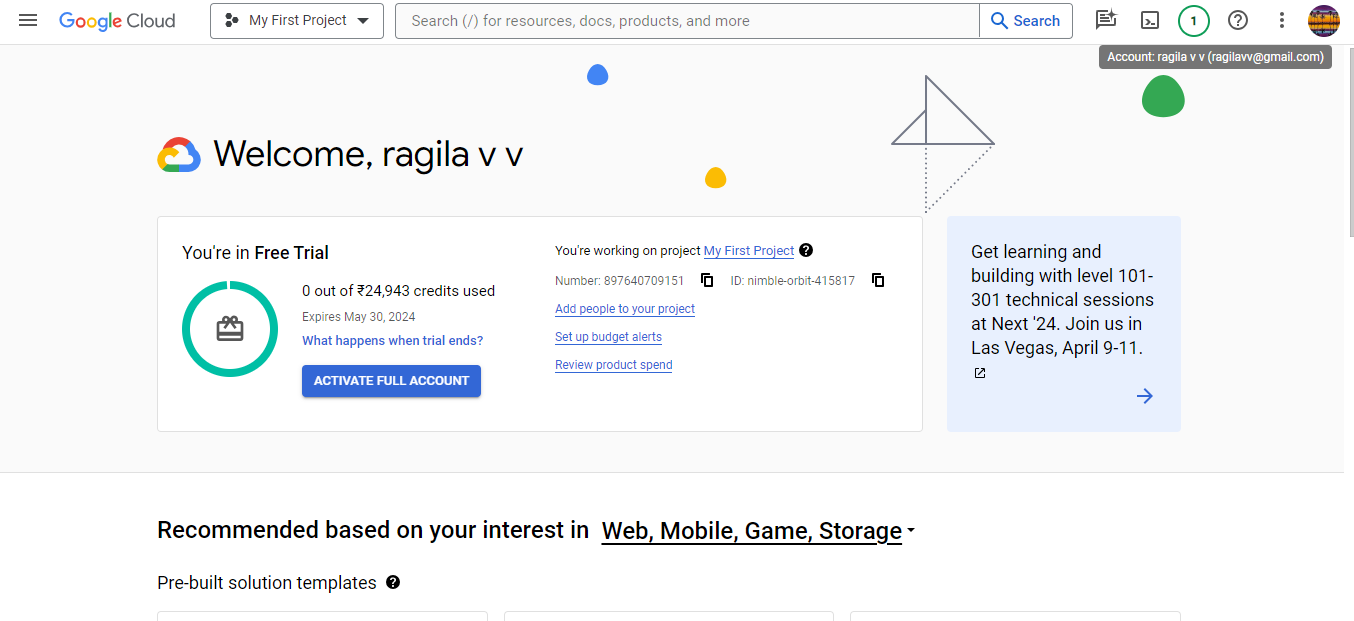 Google Cloud
My First Project
Search (/) for resources, docs, products, and more
Search
1
Account: ragila v v (ragilavv@gmail.com)
Welcome, ragila v v
You're in Free Trial
0 out of ₹24,943 credits used
Expires May 30, 2024
What happens when trial ends?
ACTIVATE FULL ACCOUNT
You're working on project My First Project
Number: 897640709151 ID: nimble-orbit-415817
Add people to your project
Set up budget alerts
Review product spend
Get learning and
building with level 101-
301 technical sessions
at Next '24. Join us in
Las Vegas, April 9-11.
Recommended based on your interest in Web, Mobile, Game, Storage
Pre-built solution templates